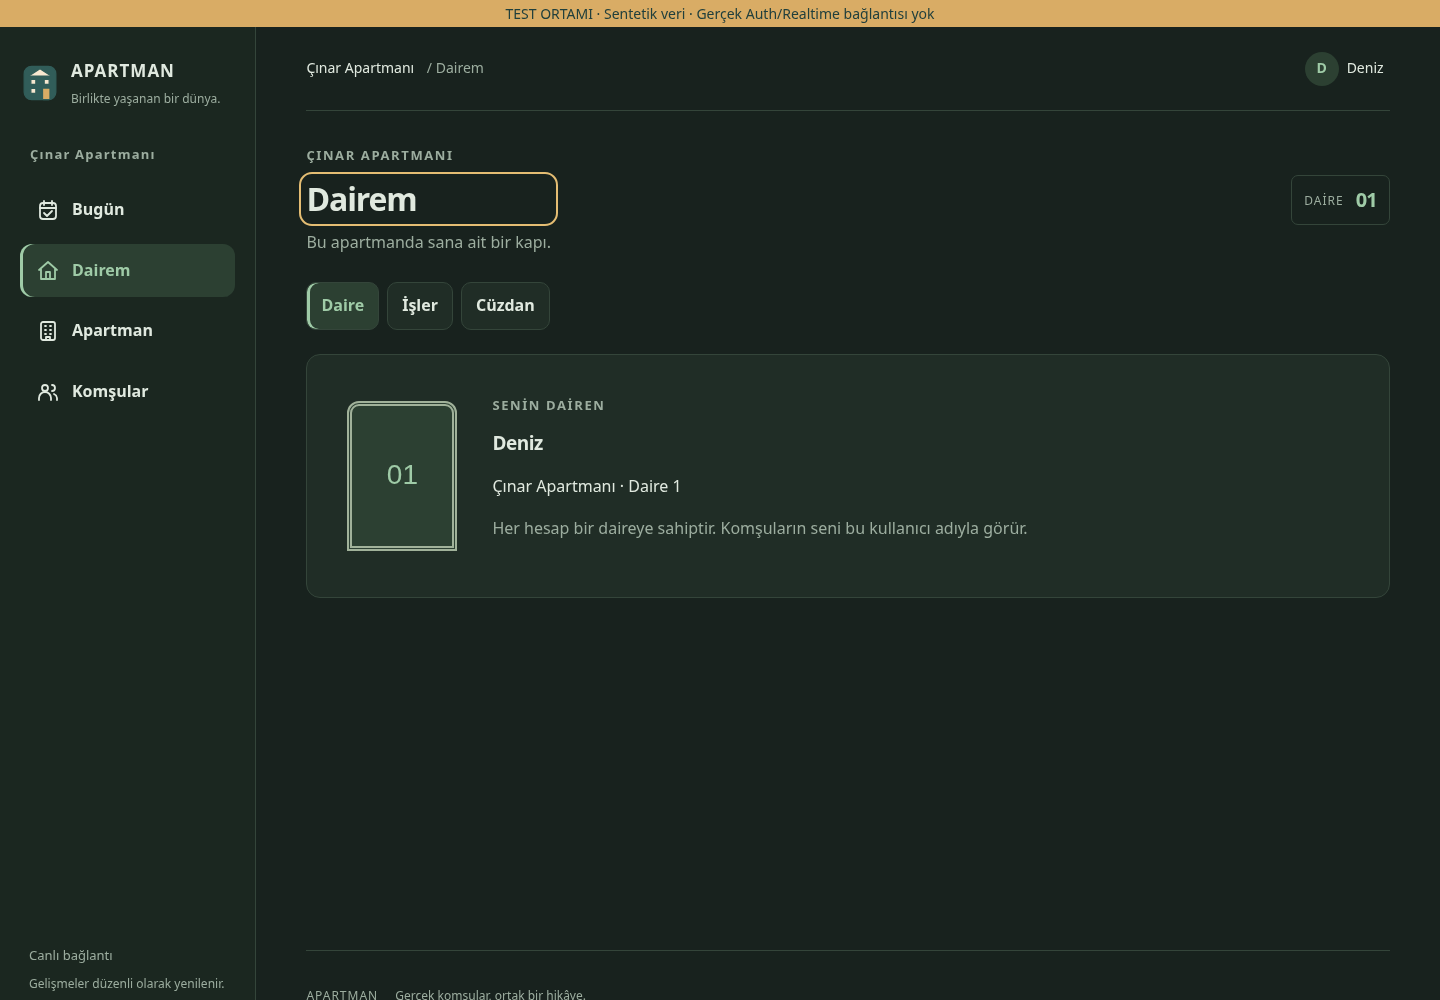 TEST ORTAMI · Sentetik veri · Gerçek Auth/Realtime bağlantısı yok
APARTMAN
Birlikte yaşanan bir dünya.
Çınar Apartmanı
Bugün
Dairem
Apartman
Komşular
Canlı bağlantı
Gelişmeler düzenli olarak yenilenir.
Çınar Apartmanı / Dairem
D Deniz
ÇINAR APARTMANI
Dairem
Bu apartmanda sana ait bir kapı.
DAİRE 01
Daire İşler Cüzdan
01
SENİN DAİREN
Deniz
Çınar Apartmanı · Daire 1
Her hesap bir daireye sahiptir. Komşuların seni bu kullanıcı adıyla görür.
APARTMAN Gerçek komşular, ortak bir hikâye.